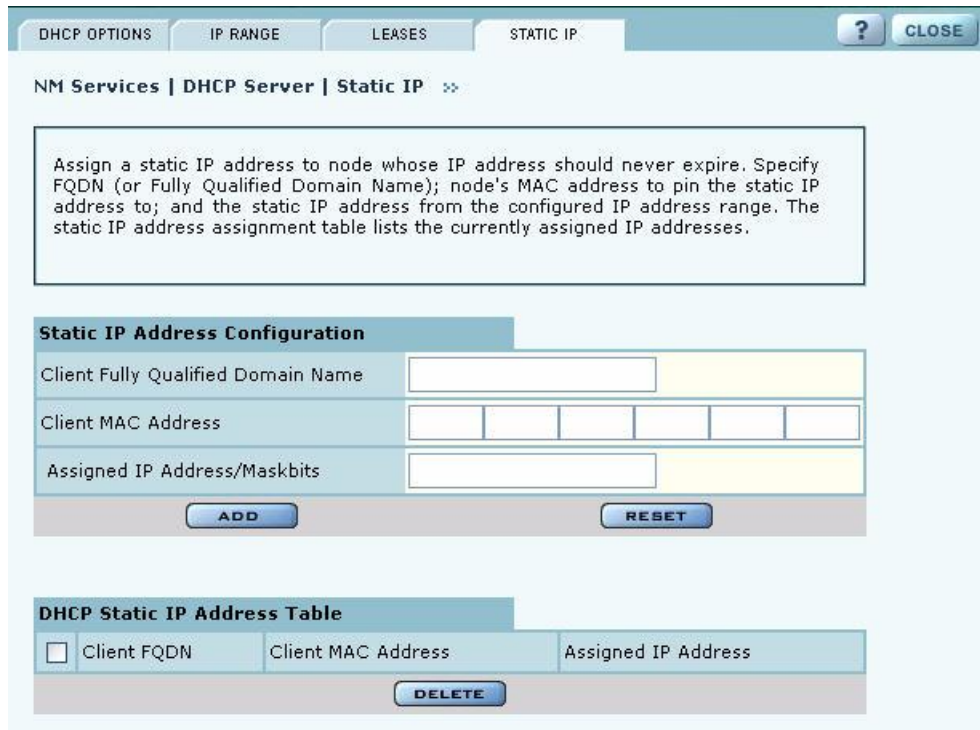 DHCP OPTIONS
IP RANGE
LEASES
STATIC IP
?
CLOSE
NM Services | DHCP Server | Static IP »
Assign a static IP address to node whose IP address should never expire. Specify
FQDN (or Fully Qualified Domain Name); node's MAC address to pin the static IP
address to; and the static IP address from the configured IP address range. The
static IP address assignment table lists the currently assigned IP addresses.
Static IP Address Configuration
Client Fully Qualified Domain Name
Client MAC Address
Assigned IP Address/Maskbits
ADD
RESET
DHCP Static IP Address Table
Client FQDN
Client MAC Address
Assigned IP Address
DELETE